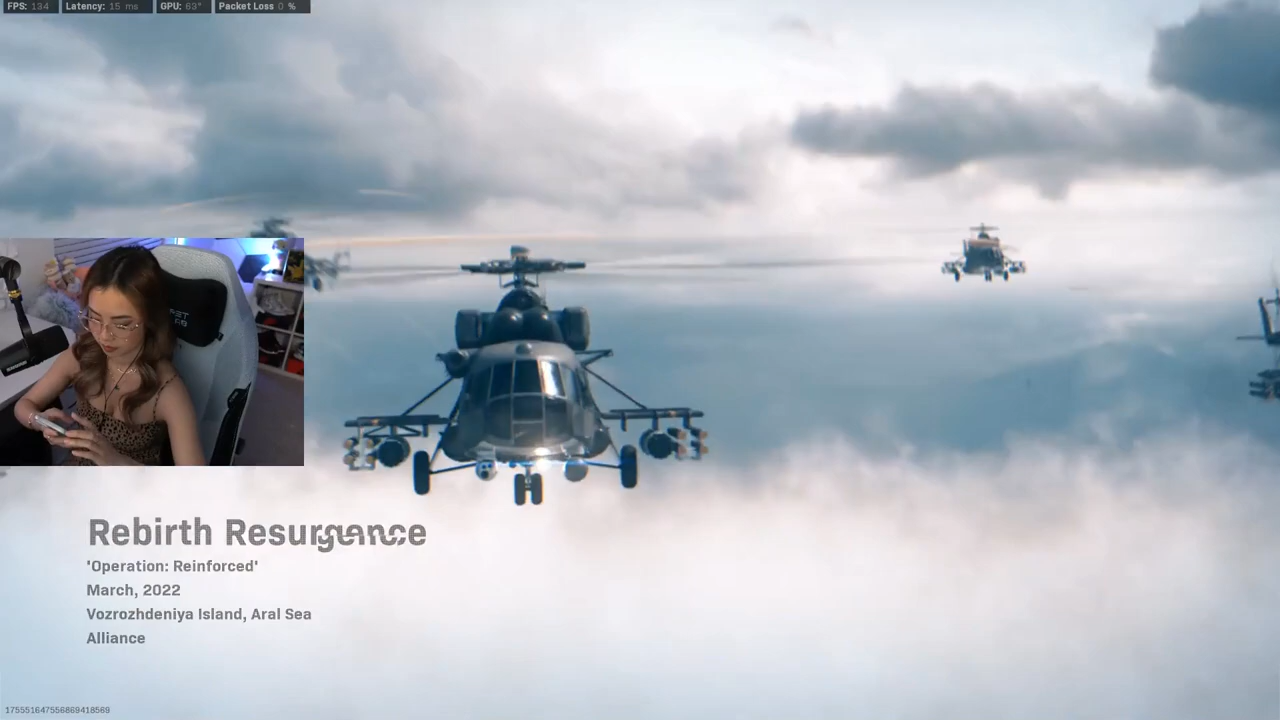 FPS: 134 Latency: 15 ms GPU: 63° Packet Loss 0 %
Rebirth Resurgence
'Operation: Reinforced'
March, 2022
Vozrozhdeniya Island, Aral Sea
Alliance
17555164755686941856​9